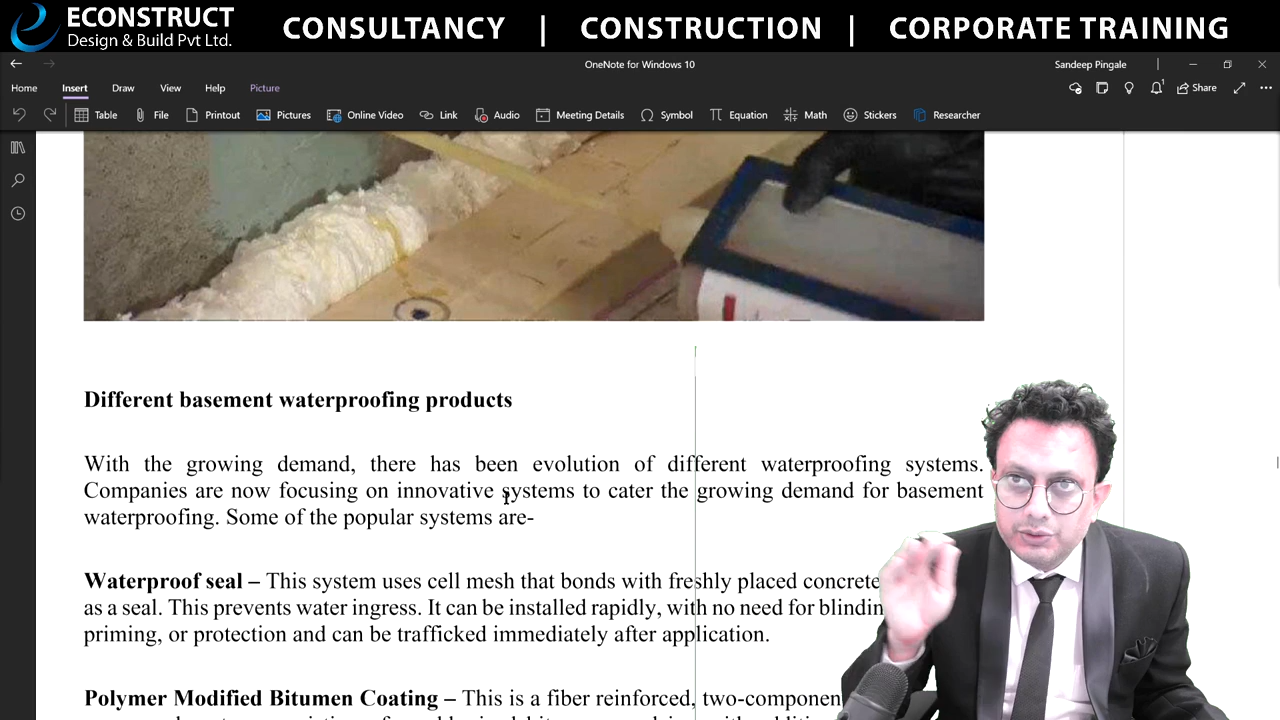 ECONSTRUCT
Design & Build Pvt Ltd.
CONSULTANCY | CONSTRUCTION | CORPORATE TRAINING
OneNote for Windows 10
Sandeep Pingale
Home Insert Draw View Help Picture
1
Share
Table File Printout Pictures Online Video Link Audio Meeting Details Symbol Equation Math Stickers Researcher
Different basement waterproofing products
With the growing demand, there has been evolution of different waterproofing systems.
Companies are now focusing on innovative systems to cater the growing demand for basement
waterproofing. Some of the popular systems are-
Waterproof seal – This system uses cell mesh that bonds with freshly placed concrete
as a seal. This prevents water ingress. It can be installed rapidly, with no need for
priming, or protection and can be trafficked immediately after application.
Polymer Modified Bitumen Coating – This is a fiber reinforced, two-component